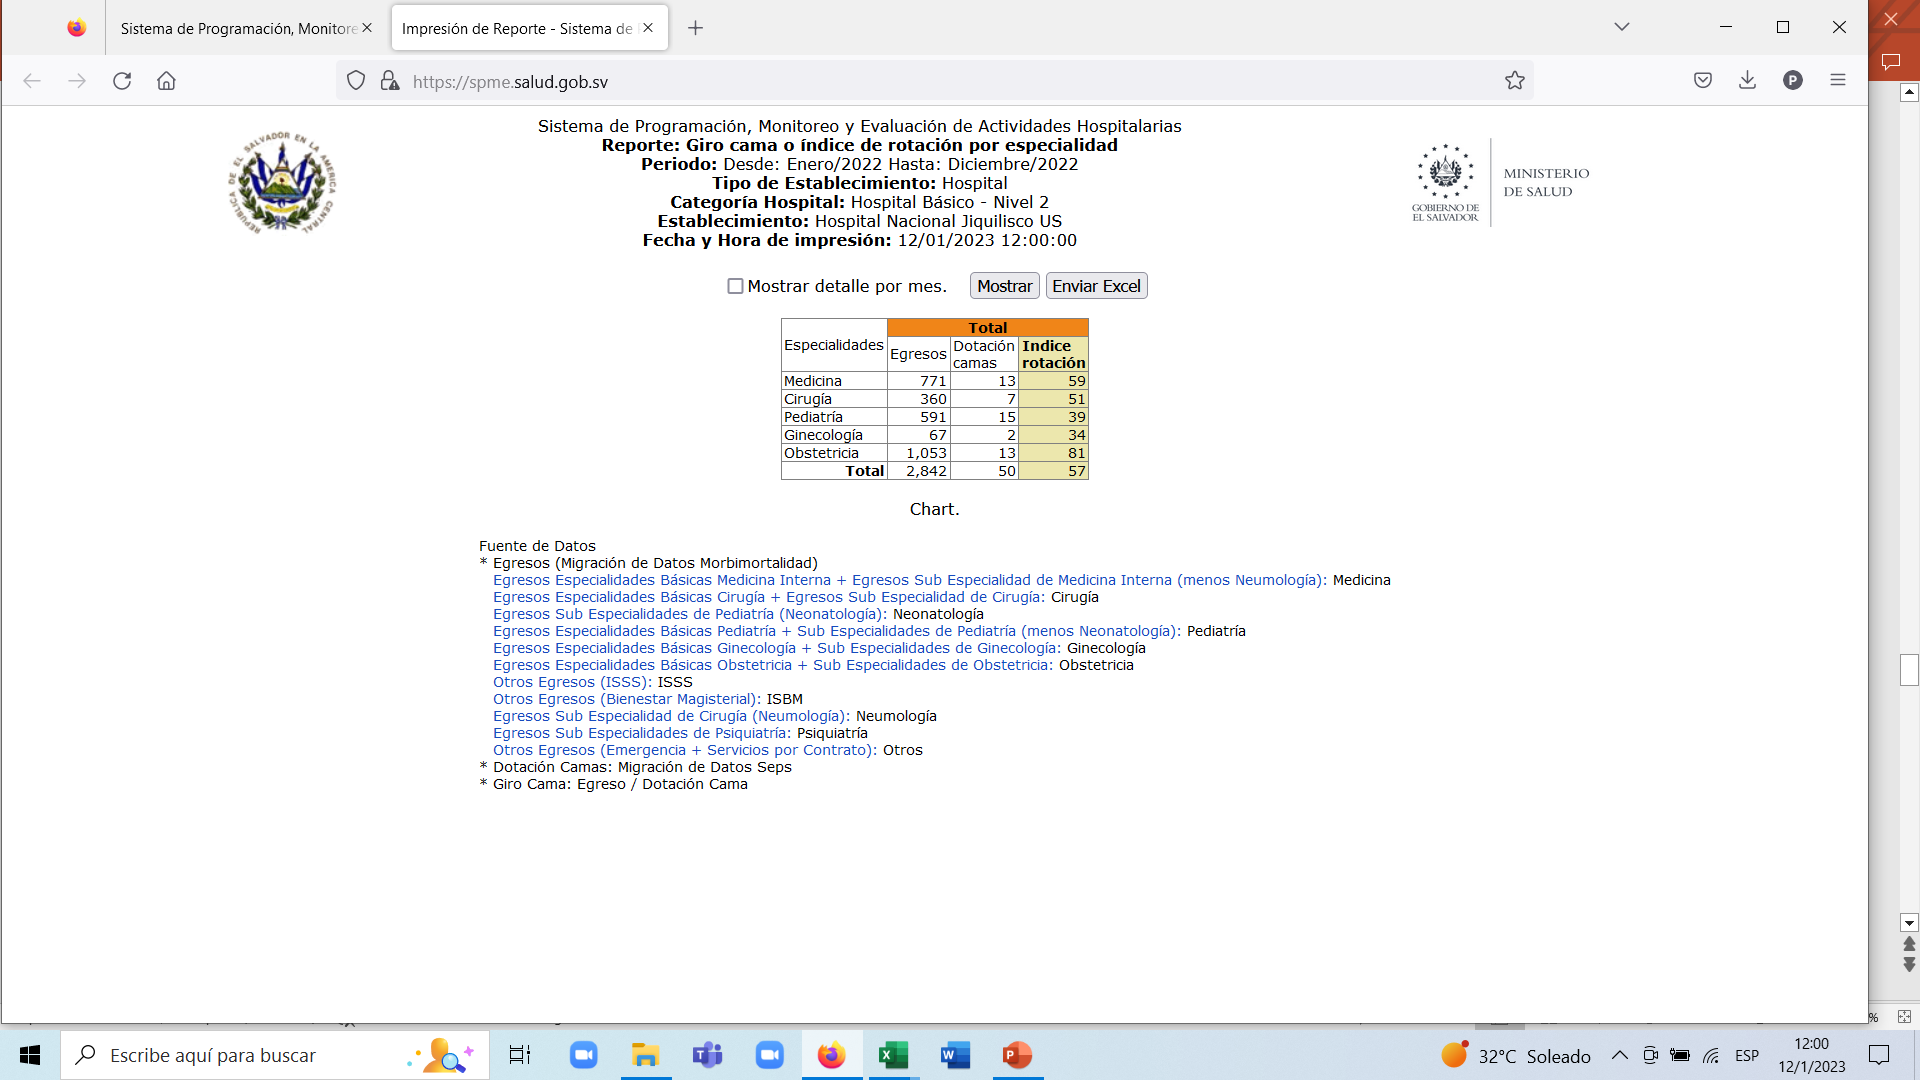 Sistema de Programación, Monitore
Impresión de Reporte - Sistema de
https://spme.salud.gob.sv
P
REPUBLICA DE EL SALVADOR EN LA AMERICA CENTRAL
Sistema de Programación, Monitoreo y Evaluación de Actividades Hospitalarias
Reporte: Giro cama o índice de rotación por especialidad
Periodo: Desde: Enero/2022 Hasta: Diciembre/2022
Tipo de Establecimiento: Hospital
Categoría Hospital: Hospital Básico - Nivel 2
Establecimiento: Hospital Nacional Jiquilisco US
Fecha y Hora de impresión: 12/01/2023 12:00:00
GOBIERNO DE
EL SALVADOR
MINISTERIO
DE SALUD
Mostrar detalle por mes. Mostrar Enviar Excel
Especialidades Total
Egresos Dotación camas Indice rotación
Medicina 771 13 59
Cirugía 360 7 51
Pediatría 591 15 39
Ginecología 67 2 34
Obstetricia 1,053 13 81
Total 2,842 50 57
Chart.
Fuente de Datos
* Egresos (Migración de Datos Morbimortalidad)
Egresos Especialidades Básicas Medicina Interna + Egresos Sub Especialidad de Medicina Interna (menos Neumología): Medicina
Egresos Especialidades Básicas Cirugía + Egresos Sub Especialidad de Cirugía: Cirugía
Egresos Sub Especialidades de Pediatría (Neonatología): Neonatología
Egresos Especialidades Básicas Pediatría + Sub Especialidades de Pediatría (menos Neonatología): Pediatría
Egresos Especialidades Básicas Ginecología + Sub Especialidades de Ginecología: Ginecología
Egresos Especialidades Básicas Obstetricia + Sub Especialidades de Obstetricia: Obstetricia
Otros Egresos (ISSS): ISSS
Otros Egresos (Bienestar Magisterial): ISBM
Egresos Sub Especialidad de Cirugía (Neumología): Neumología
Egresos Sub Especialidades de Psiquiatría: Psiquiatría
Otros Egresos (Emergencia + Servicios por Contrato): Otros
* Dotación Camas: Migración de Datos Seps
* Giro Cama: Egreso / Dotación Cama
%
Escribe aquí para buscar
32°C Soleado
ESP
12:00
12/1/2023